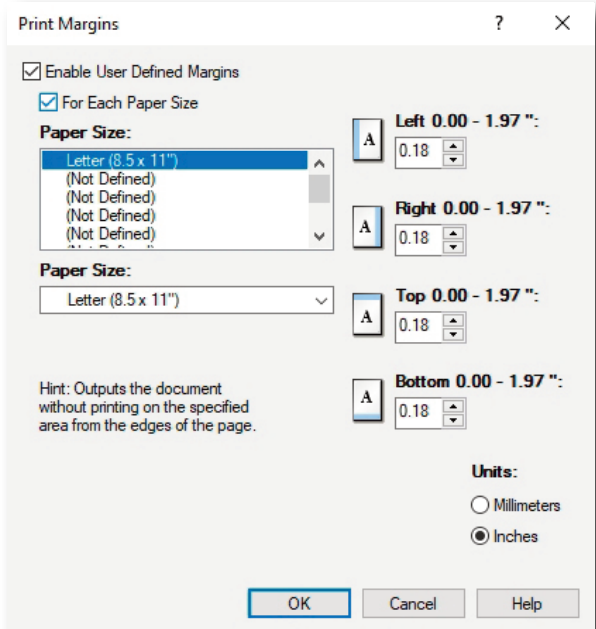 Print Margins ? ×
Enable User Defined Margins
For Each Paper Size
Paper Size:
Letter (8.5 x 11")
(Not Defined)
(Not Defined)
(Not Defined)
(Not Defined)
Paper Size:
Letter (8.5 x 11")
Hint: Outputs the document
without printing on the specified
area from the edges of the page.
A
Left 0.00 - 1.97 ":
0.18
A
Right 0.00 - 1.97 ":
0.18
A
Top 0.00 - 1.97 ":
0.18
A
Bottom 0.00 - 1.97 ":
0.18
Units:
Millimeters
Inches
OK Cancel Help